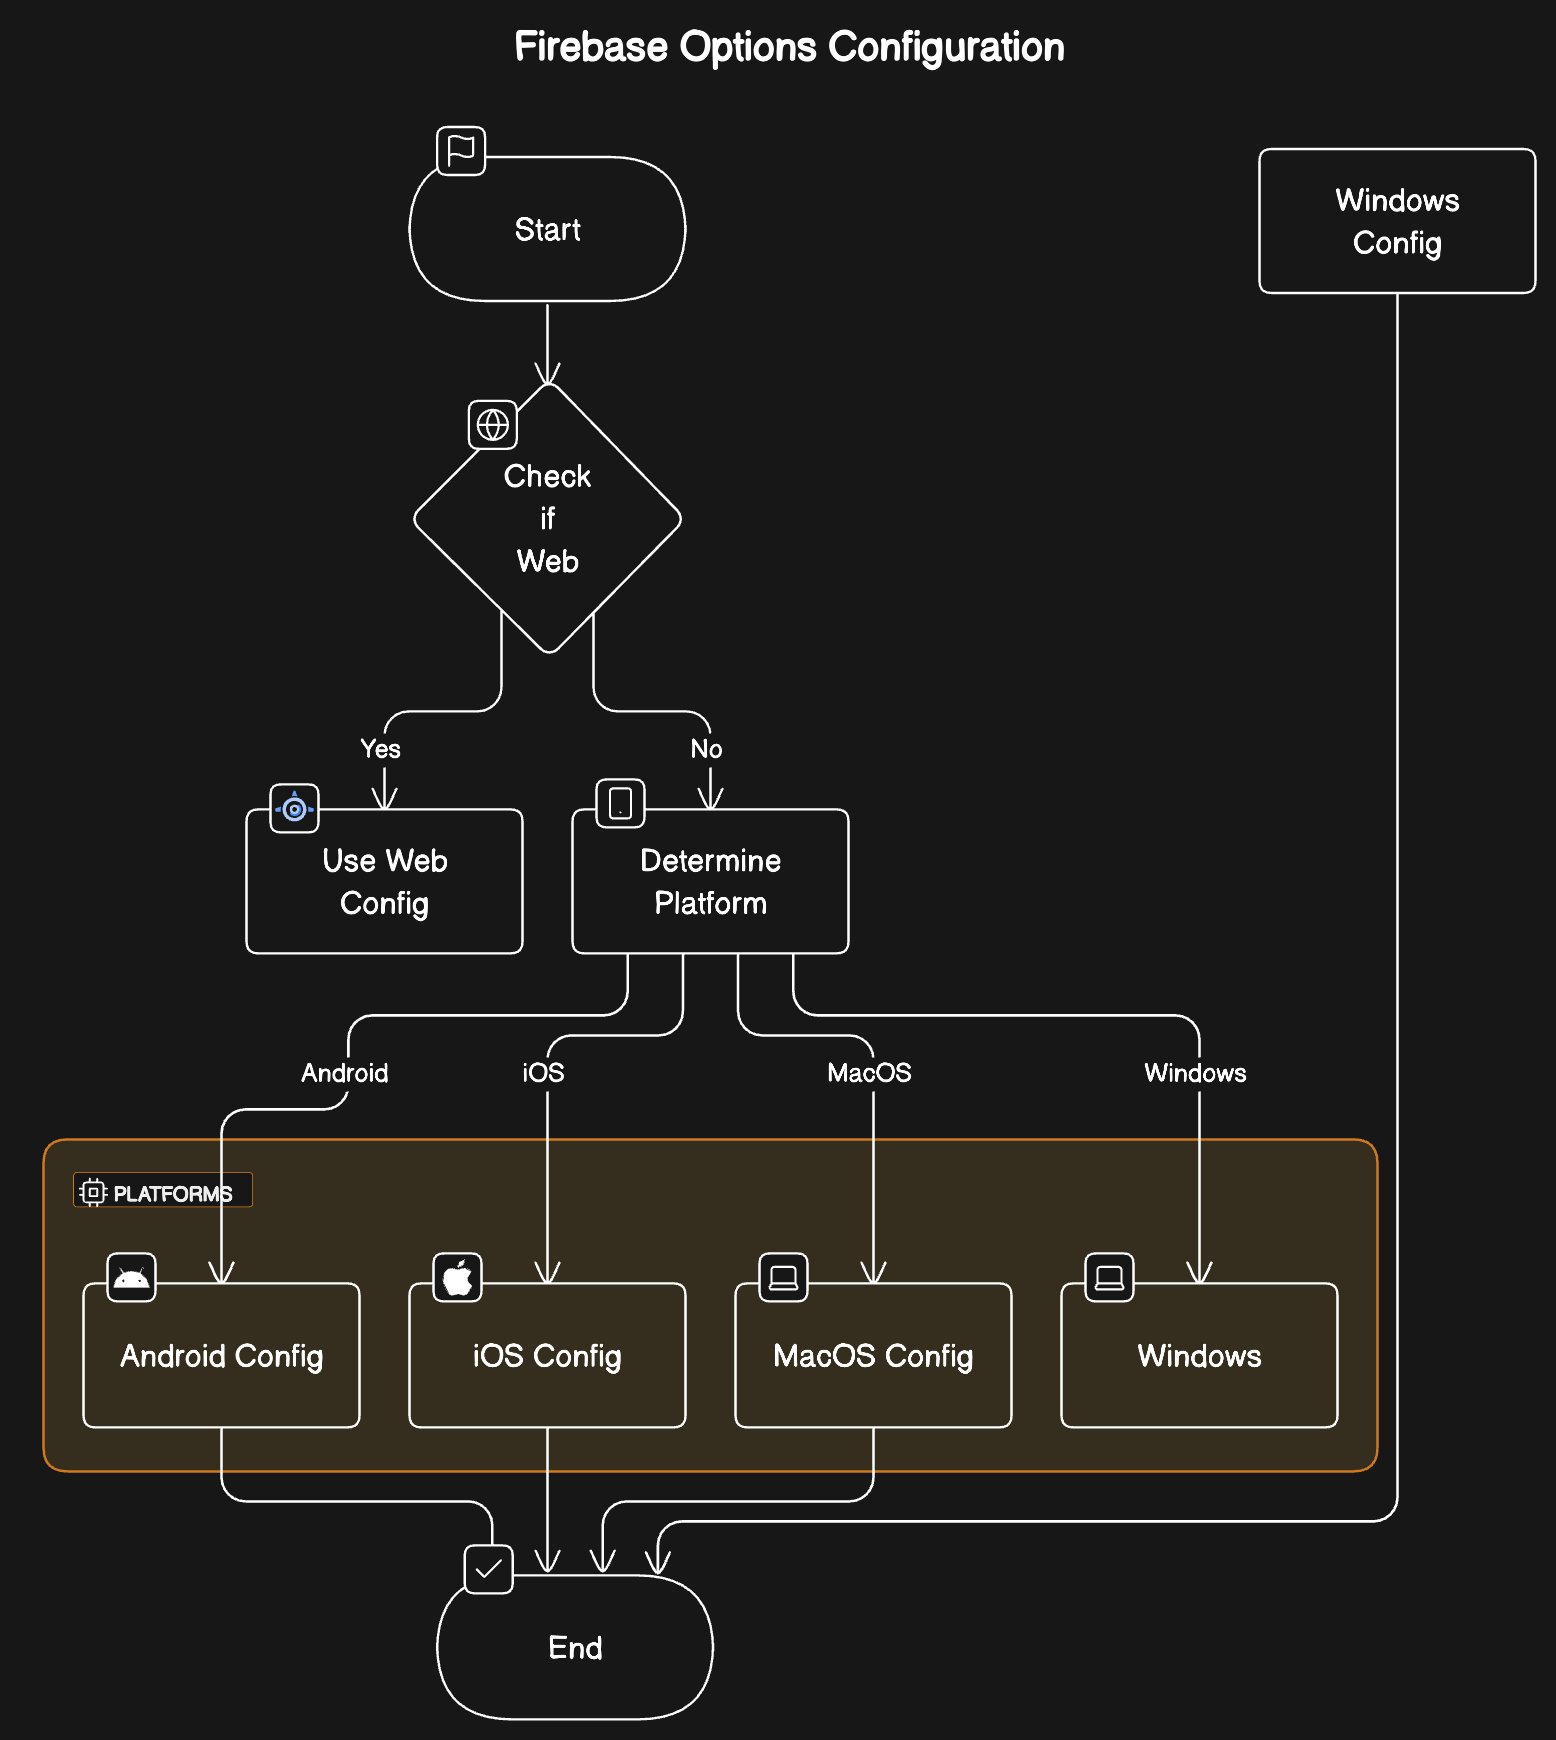 Firebase Options Configuration
Start
Windows
Config
Check
if
Web
Yes
No
Use Web
Config
Determine
Platform
Android
iOS
MacOS
Windows
PLATFORMS
Android Config
iOS Config
MacOS Config
Windows
End